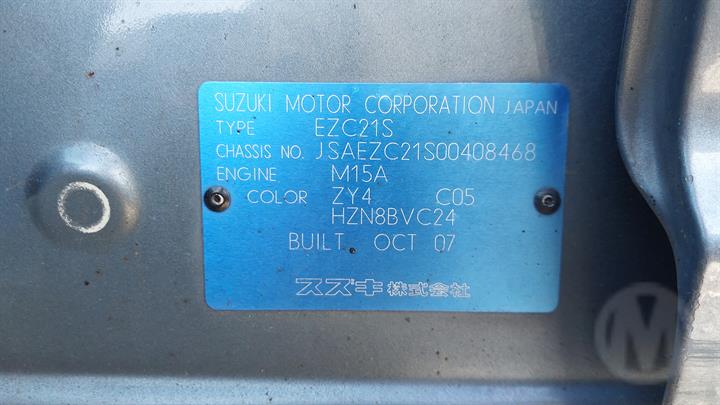 SUZUKI MOTOR CORPORATION JAPAN
TYPE EZC21S
CHASSIS NO. JSAEZC21S00408468
ENGINE M15A
COLOR ZY4 C05
HZN8BVC24
BUILT OCT 07
スズキ株式会社
M